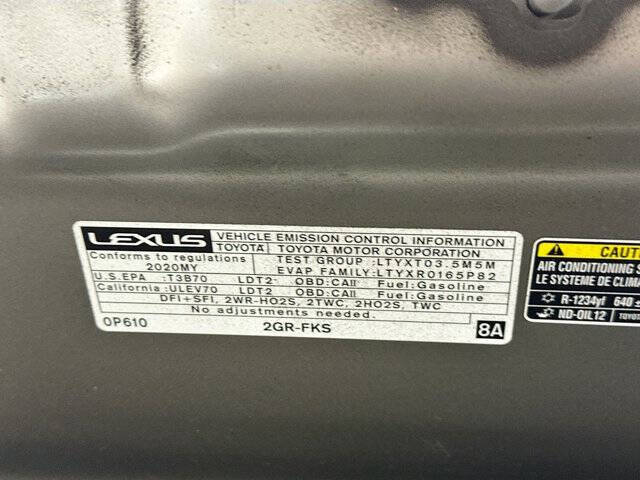 LEXUS
VEHICLE EMISSION CONTROL INFORMATION
TOYOTA TOYOTA MOTOR CORPORATION
Conforms to regulations
2020MY
TEST GROUP :LTYXT03.5M5M
EVAP.FAMILY:LTYXR0165P82
U.S.EPA :T3B70 LDT2 OBD:CAII Fuel:Gasoline
California:ULEV70 LDT2 OBD:CAII Fuel:Gasoline
DFI+SFI, 2WR-HO2S, 2TWC, 2HO2S, TWC
No adjustments needed.
0P610 2GR-FKS 8A
AIR CONDITIONING
LE SYSTEME DE
R-1234yf 640
ND-OIL12